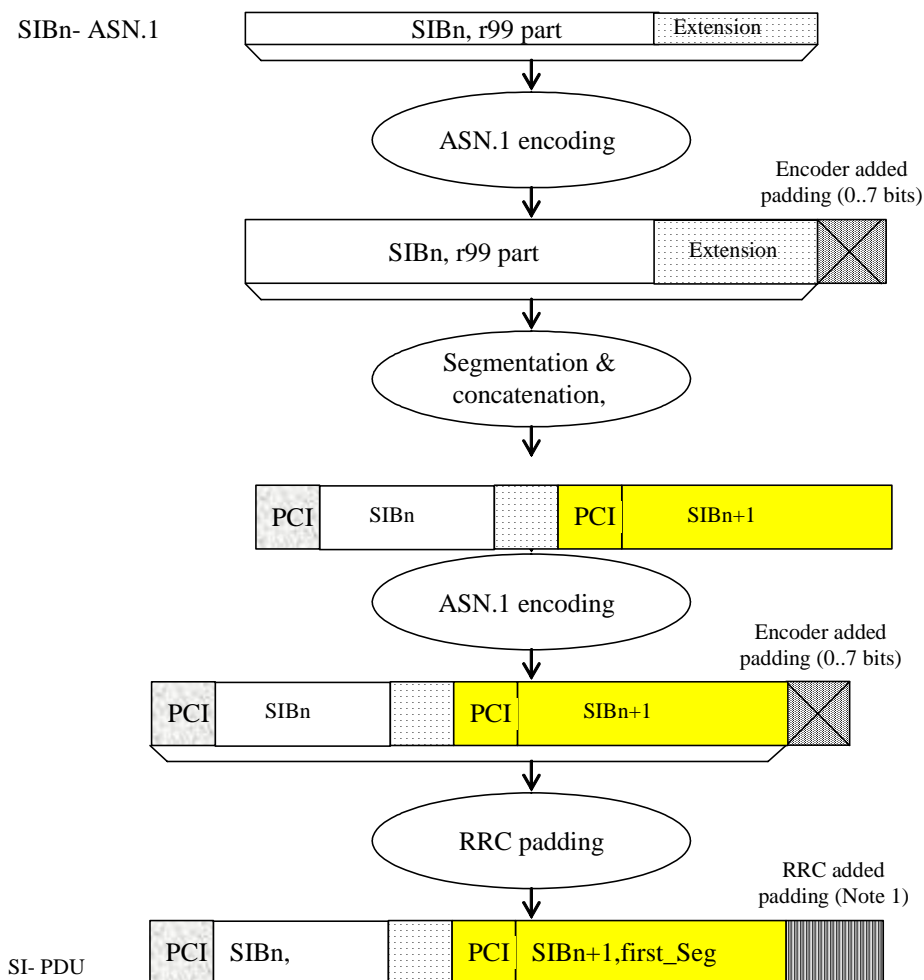 SIBn- ASN.1
SIBn, r99 part
Extension
ASN.1 encoding
Encoder added
padding (0..7 bits)
SIBn, r99 part
Extension
Segmentation &
concatenation,
PCI
SIBn
PCI
SIBn+1
ASN.1 encoding
Encoder added
padding (0..7 bits)
PCI
SIBn
PCI
SIBn+1
RRC padding
RRC added
padding (Note 1)
SI- PDU
PCI
SIBn,
PCI
SIBn+1,first_Seg